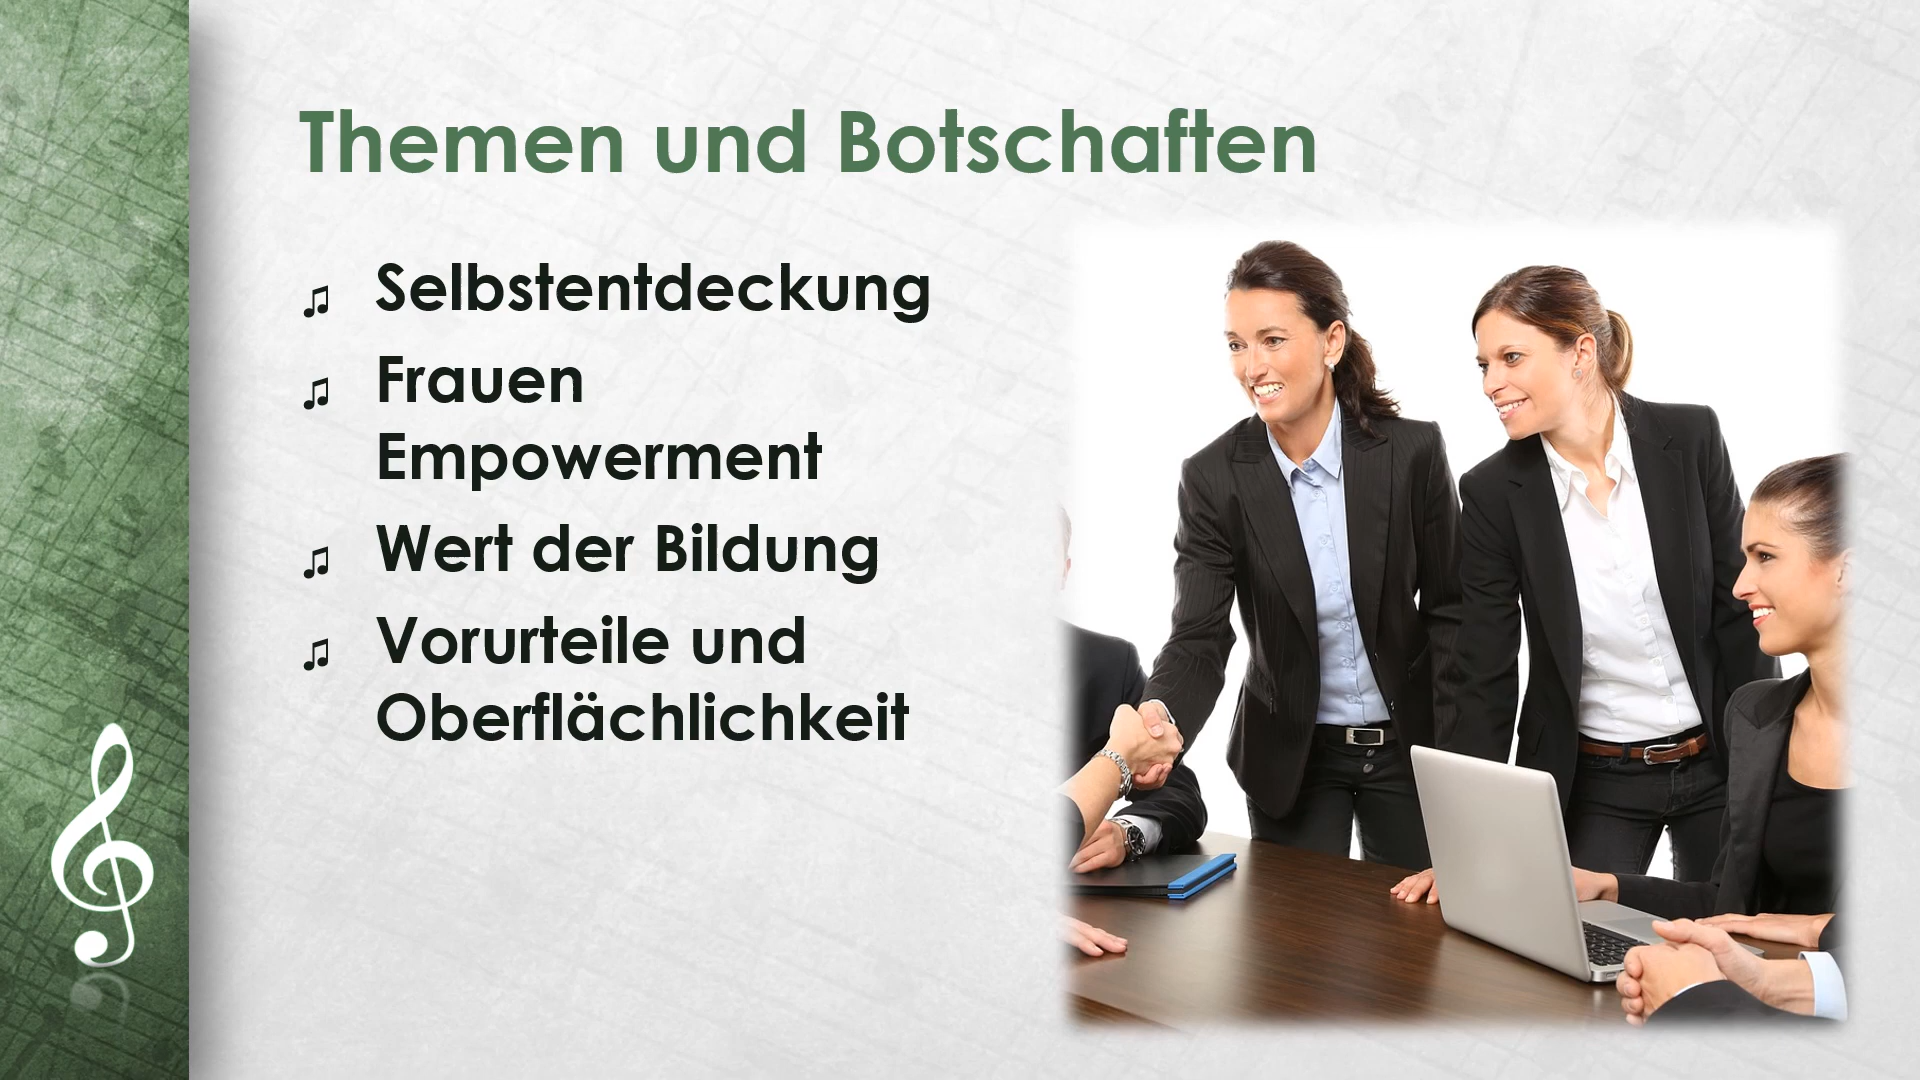 Themen und Botschaften
♫ Selbstentdeckung
♫ Frauen
Empowerment
♫ Wert der Bildung
♫ Vorurteile und
Oberflächlichkeit